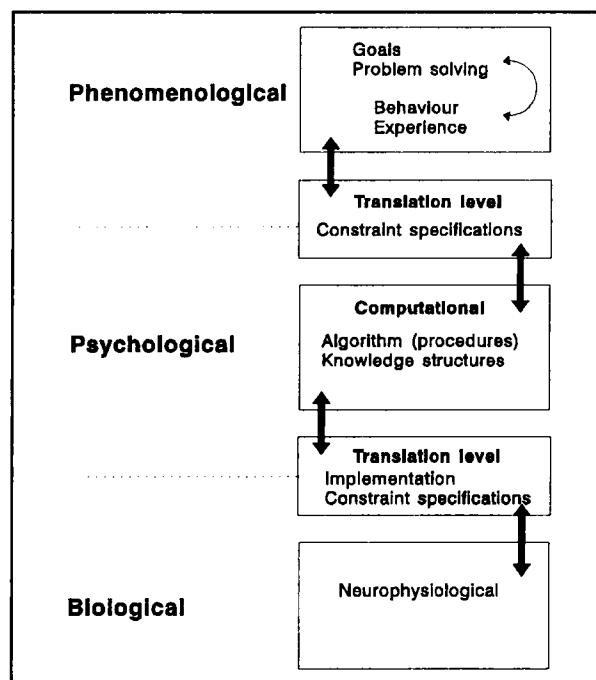 Phenomenological
Goals
Problem solving
Behaviour
Experience
Translation level
Constraint specifications
Psychological
Computational
Algorithm (procedures)
Knowledge structures
Translation level
Implementation
Constraint specifications
Biological
Neurophysiological